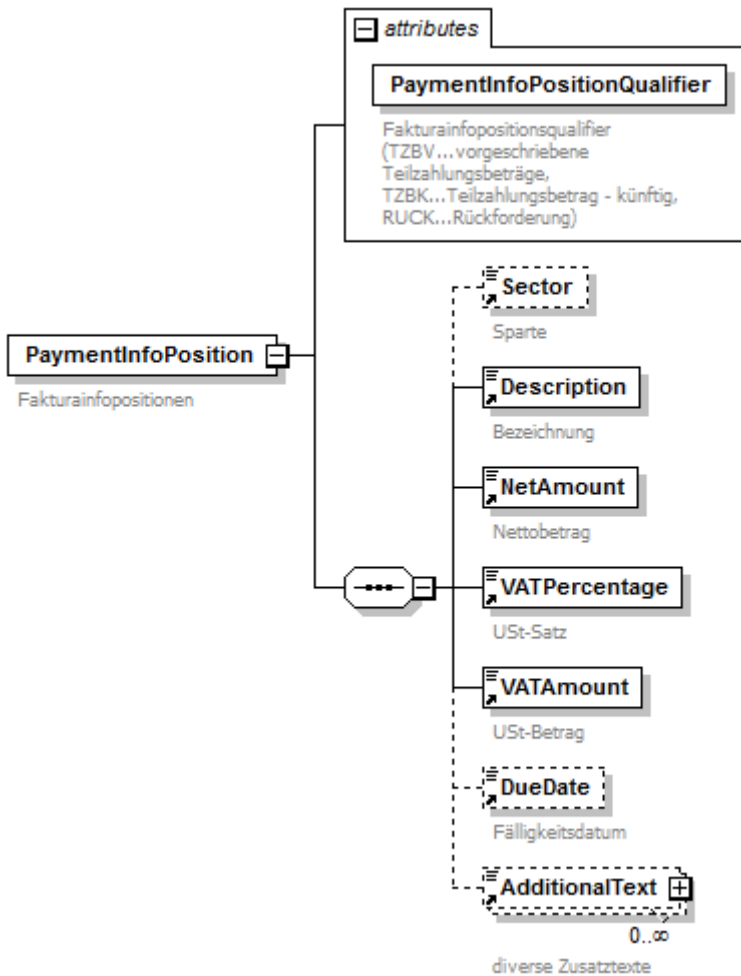 attributes
PaymentInfoPositionQualifier
Fakturainfopositionsqualifier
(TZBV...vorgeschriebene
Teilzahlungsbeträge,
TZBK...Teilzahlungsbetrag - künftig,
RUCK...Rückforderung)
PaymentInfoPosition
Fakturainfopositionen
Sector
Sparte
Description
Bezeichnung
NetAmount
Nettobetrag
VATPercentage
USt-Satz
VATAmount
USt-Betrag
DueDate
Fälligkeitsdatum
AdditionalText
0..∞
diverse Zusatztexte